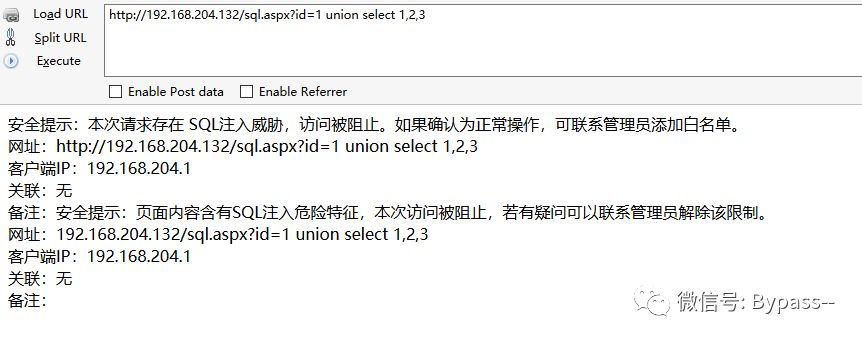 Load URL
http://192.168.204.132/sql.aspx?id=1 union select 1,2,3
Split URL
Execute
Enable Post data Enable Referrer
安全提示：本次请求存在 SQL注入威胁，访问被阻止。如果确认为正常操作，可联系管理员添加白名单。
网址：http://192.168.204.132/sql.aspx?id=1 union select 1,2,3
客户端IP：192.168.204.1
关联：无
备注：安全提示：页面内容含有SQL注入危险特征，本次访问被阻止，若有疑问可以联系管理员解除该限制。
网址：192.168.204.132/sql.aspx?id=1 union select 1,2,3
客户端IP：192.168.204.1
关联：无
备注：
微信号: Bypass--